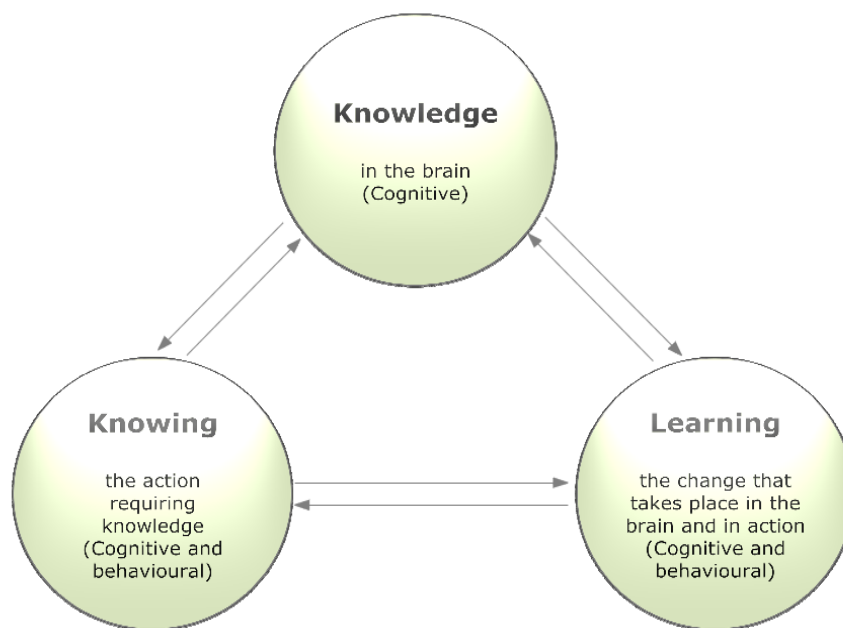 Knowledge
in the brain
(Cognitive)
Knowing
the action
requiring
knowledge
(Cognitive and
behavioural)
Learning
the change that
takes place in the
brain and in action
(Cognitive and
behavioural)